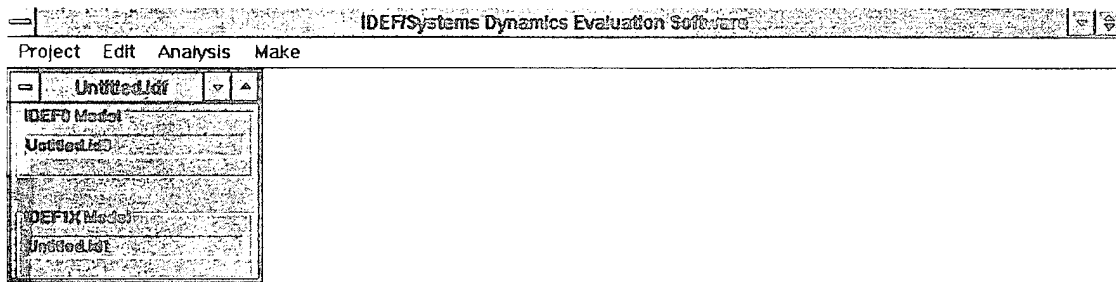 IDEF/Systems Dynamics Evaluation Software
Project Edit Analysis Make
Untitled.idf
IDEF0 Model
Untitled.id0
IDEF1X Model
Untitled.id1